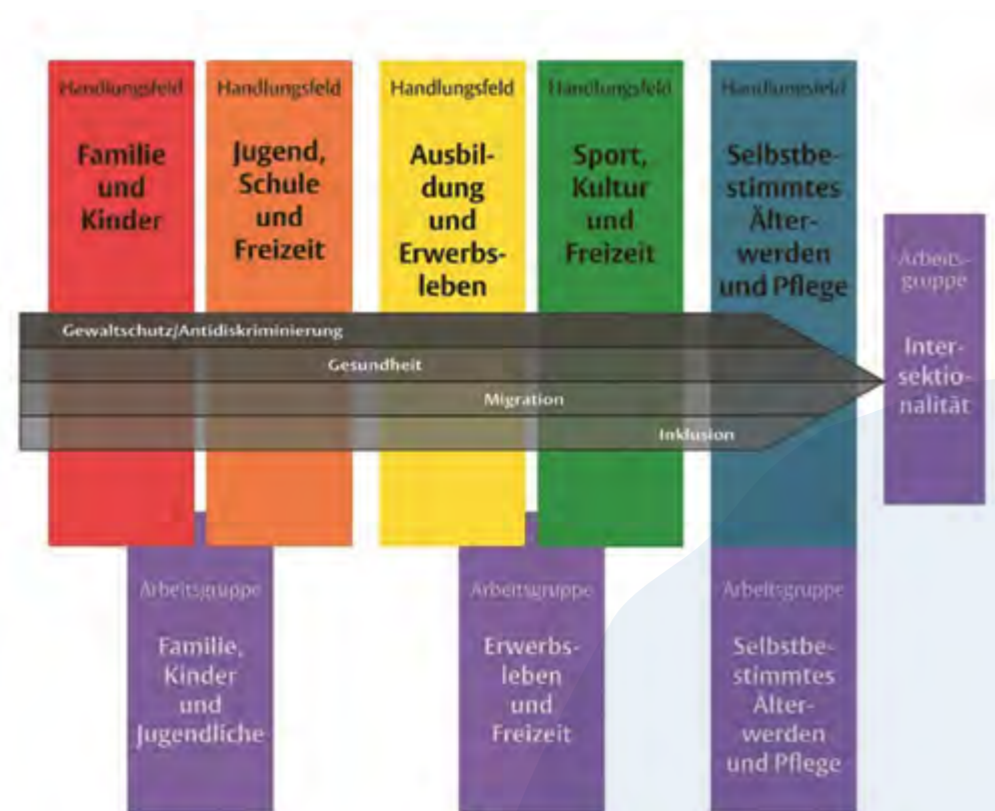 Handlungsfeld
Familie
und
Kinder
Handlungsfeld
Jugend,
Schule
und
Freizeit
Handlungsfeld
Ausbil-
dung
und
Erwerbs-
leben
Handlungsfeld
Sport,
Kultur
und
Freizeit
Handlungsfeld
Selbstbe-
stimmtes
Älter-
werden
und Pflege
Arbeits-
gruppe
Inter-
sektio-
nalität
Gewaltschutz/Antidiskriminierung
Gesundheit
Migration
Inklusion
Arbeitsgruppe
Familie,
Kinder
und
Jugendliche
Arbeitsgruppe
Erwerbs-
leben
und
Freizeit
Arbeitsgruppe
Selbstbe-
stimmtes
Älter-
werden
und Pflege